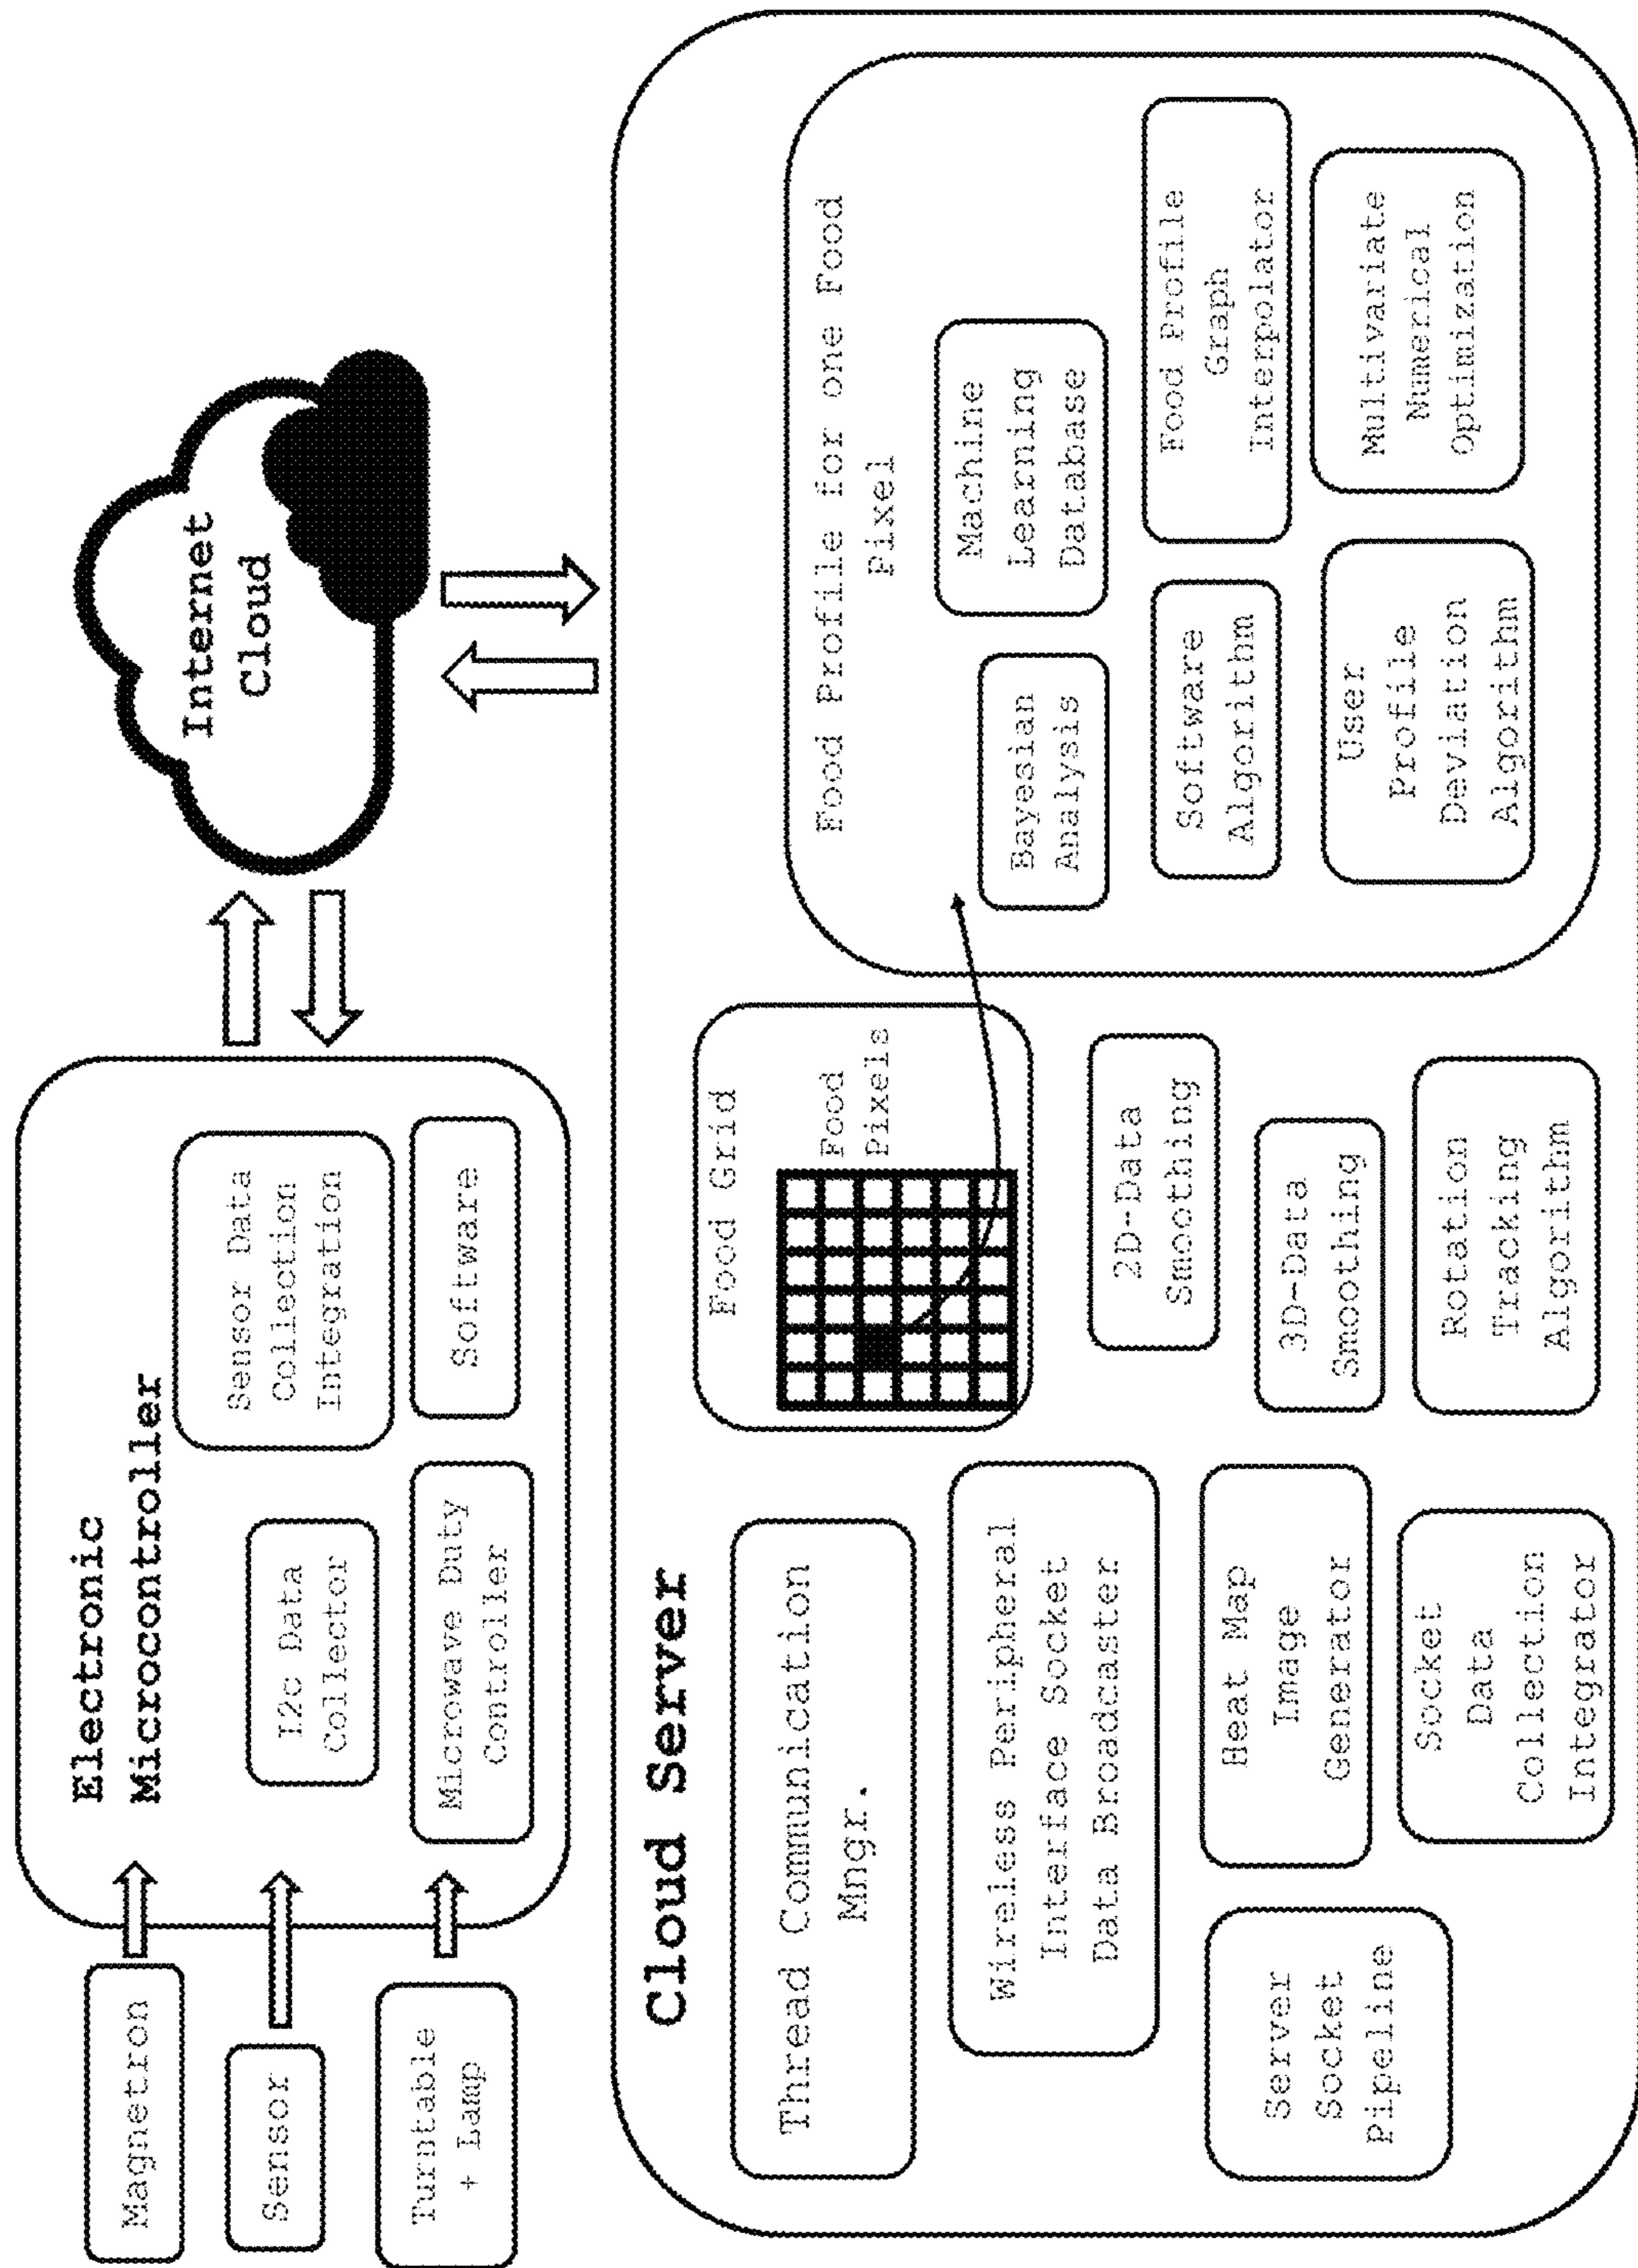 Magnetron
Sensor
Turntable
+ Lamp
Electronic
Microcontroller
I2c Data
Collector
Sensor Data
Collection
Integration
Microwave Duty
Controller
Software
Internet
Cloud
Cloud Server
Thread Communication
Mngr.
Wireless Peripheral
Interface Socket
Data Broadcaster
Server
Socket
Pipeline
Heat Map
Image
Generator
Socket
Data
Collection
Integrator
Food Grid
Food
Pixels
2D-Data
Smoothing
3D-Data
Smoothing
Rotation
Tracking
Algorithm
Food Profile for one Food
Pixel
Bayesian
Analysis
Machine
Learning
Database
Software
Algorithm
Food Profile
Graph
Interpolator
User
Profile
Deviation
Algorithm
Multivariate
Numerical
Optimization